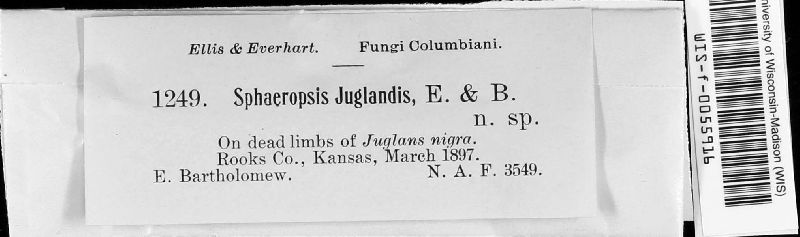 Ellis & Everhart. Fungi Columbiani.
1249. Sphaeropsis Juglandis, E. & B.
n. sp.
On dead limbs of Juglans nigra.
Rooks Co., Kansas, March 1897.
E. Bartholomew. N. A. F. 3549.
University of Wisconsin-Madison (WIS)
WIS-f-0055916